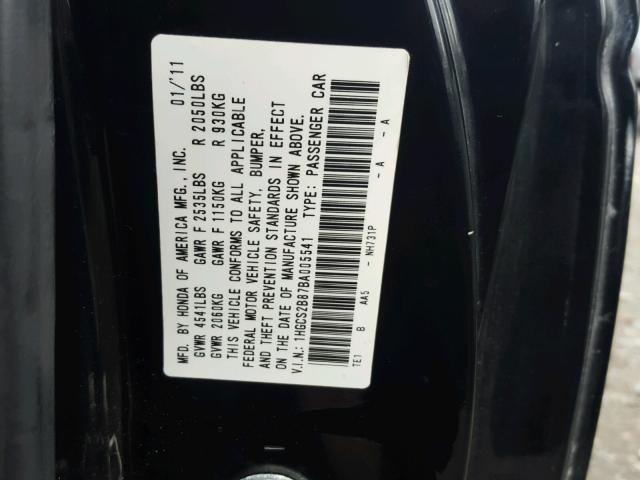 MFD. BY HONDA OF AMERICA MFG., INC. 01/'11
GVWR 4541LBS GAWR F 2535LBS R 2050LBS
GVWR 2060KG GAWR F 1150KG R 930KG
THIS VEHICLE CONFORMS TO ALL APPLICABLE
FEDERAL MOTOR VEHICLE SAFETY, BUMPER,
AND THEFT PREVENTION STANDARDS IN EFFECT
ON THE DATE OF MANUFACTURE SHOWN ABOVE.
V.I.N.: 1HGCS2B87BA005541 TYPE: PASSENGER CAR
TE1 B AA5 - NH731P - A - A